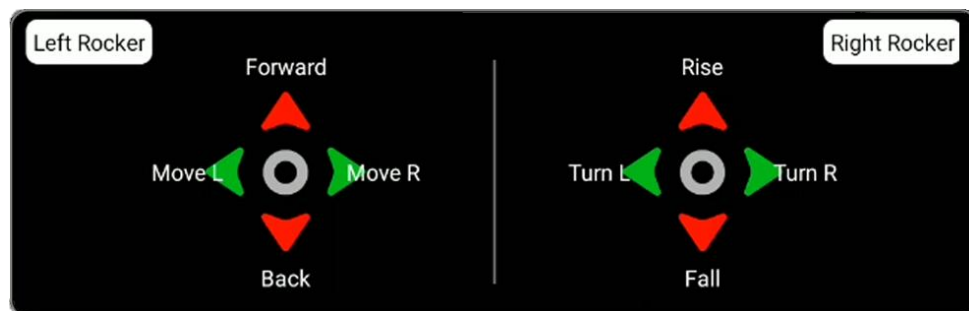 Left Rocker
Forward
Move L
Move R
Back
Right Rocker
Rise
Turn L
Turn R
Fall